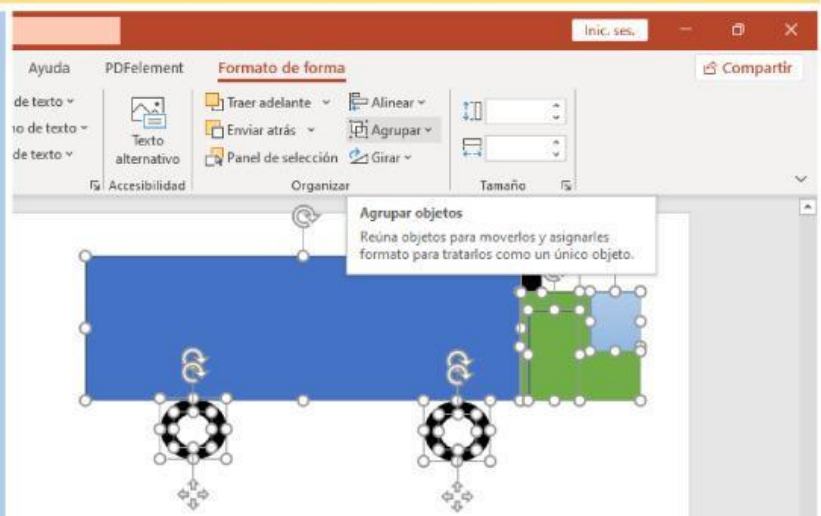 Inic. ses.
Ayuda PDFelement Formato de forma Compartir
de texto
o de texto
de texto
Texto
alternativo
Accesibilidad
Traer adelante
Enviar atrás
Panel de selección
Alinear
Agrupar
Girar
Organizar
Tamaño
Agrupar objetos
Reúna objetos para moverlos y asignarles
formato para tratarlos como un único objeto.